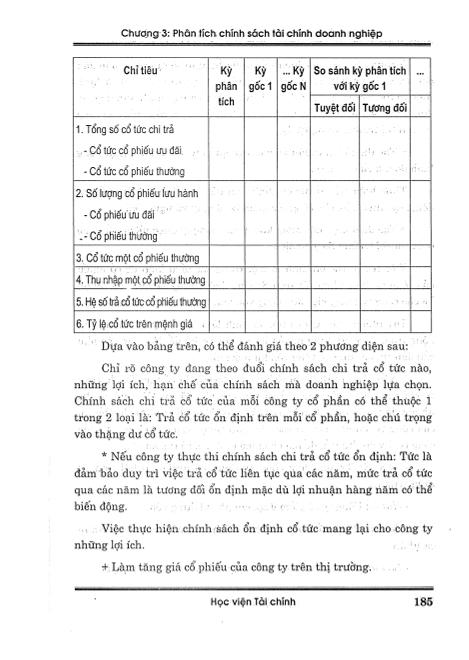 Chương 3: Phân tích chính sách tài chính doanh nghiệp
Chỉ tiêu
Kỳ phân tích
Kỳ gốc 1
... Kỳ gốc N
So sánh kỳ phân tích với kỳ gốc 1
...
Tuyệt đối
Tương đối
1. Tổng số cổ tức chi trả
- Cổ tức cổ phiếu ưu đãi
- Cổ tức cổ phiếu thường
2. Số lượng cổ phiếu lưu hành
- Cổ phiếu ưu đãi
- Cổ phiếu thường
3. Cổ tức một cổ phiếu thường
4. Thu nhập một cổ phiếu thường
5. Hệ số trả cổ tức cổ phiếu thường
6. Tỷ lệ cổ tức trên mệnh giá
Dựa vào bảng trên, có thể đánh giá theo 2 phương diện sau:
Chỉ rõ công ty đang theo đuổi chính sách chi trả cổ tức nào,
những lợi ích, hạn chế của chính sách mà doanh nghiệp lựa chọn.
Chính sách chi trả cổ tức của mỗi công ty cổ phần có thể thuộc 1
trong 2 loại là: Trả cổ tức ổn định trên mỗi cổ phần, hoặc chú trọng
vào thặng dư cổ tức.
* Nếu công ty thực thi chính sách chi trả cổ tức ổn định: Tức là
đảm bảo duy trì việc trả cổ tức liên tục qua các năm, mức trả cổ tức
qua các năm là tương đối ổn định mặc dù lợi nhuận hàng năm có thể
biến động.
Việc thực hiện chính sách ổn định cổ tức mang lại cho công ty
những lợi ích.
+ Làm tăng giá cổ phiếu của công ty trên thị trường.
Học viện Tài chính
185